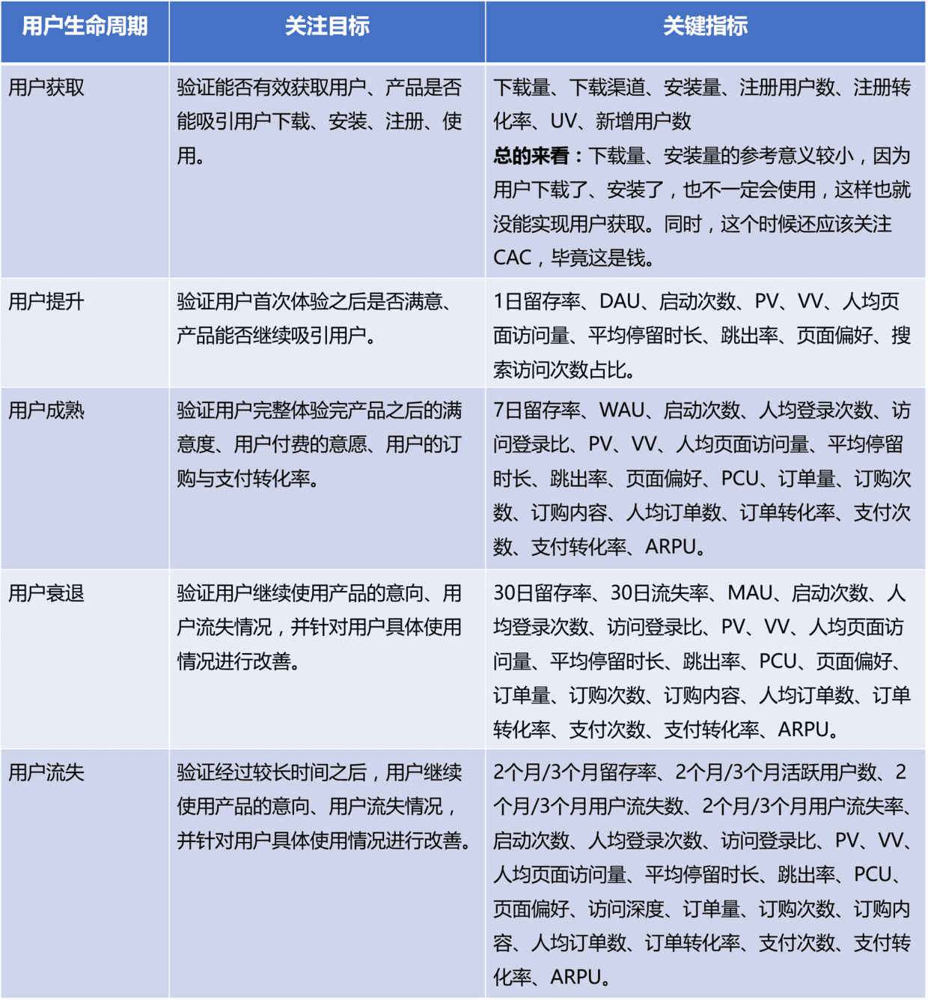 用户生命周期
关注目标
关键指标
用户获取
验证能否有效获取用户、产品是否
能吸引用户下载、安装、注册、使
用。
下载量、下载渠道、安装量、注册用户数、注册转
化率、UV、新增用户数
总的来看：下载量、安装量的参考意义较小，因为
用户下载了、安装了，也不一定会使用，这样也就
没能实现用户获取。同时，这个时候还应该关注
CAC，毕竟这是钱。
用户提升
验证用户首次体验之后是否满意、
产品能否继续吸引用户。
1日留存率、DAU、启动次数、PV、VV、人均页
面访问量、平均停留时长、跳出率、页面偏好、搜
索访问次数占比。
用户成熟
验证用户完整体验完产品之后的满
意度、用户付费的意愿、用户的订
购与支付转化率。
7日留存率、WAU、启动次数、人均登录次数、访
问登录比、PV、VV、人均页面访问量、平均停留
时长、跳出率、页面偏好、PCU、订单量、订购次
数、订购内容、人均订单数、订单转化率、支付次
数、支付转化率、ARPU。
用户衰退
验证用户继续使用产品的意向、用
户流失情况，并针对用户具体使用
情况进行改善。
30日留存率、30日流失率、MAU、启动次数、人
均登录次数、访问登录比、PV、VV、人均页面访
问量、平均停留时长、跳出率、PCU、页面偏好、
订单量、订购次数、订购内容、人均订单数、订单
转化率、支付次数、支付转化率、ARPU。
用户流失
验证经过较长时间之后，用户继续
使用产品的意向、用户流失情况，
并针对用户具体使用情况进行改善。
2个月/3个月留存率、2个月/3个月活跃用户数、2
个月/3个月用户流失数、2个月/3个月用户流失率、
启动次数、人均登录次数、访问登录比、PV、VV、
人均页面访问量、平均停留时长、跳出率、PCU、
页面偏好、访问深度、订单量、订购次数、订购内
容、人均订单数、订单转化率、支付次数、支付转
化率、ARPU。